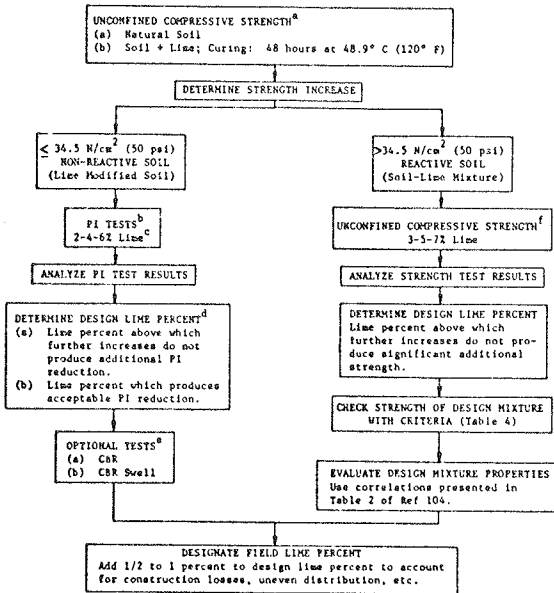 UNCONFINED COMPRESSIVE STRENGTH a
(a) Natural Soil
(b) Soil + Lime; Curing: 48 hours at 48.9° C (120° F)
DETERMINE STRENGTH INCREASE
≤ 34.5 N/cm2 (50 psi)
NON-REACTIVE SOIL
(Lime Modified Soil)
>34.5 N/cm2 (50 psi)
REACTIVE SOIL
(Soil-Lime Mixture)
PI TESTS b
2-4-6% Lime c
UNCONFINED COMPRESSIVE STRENGTH f
3-5-7% Lime
ANALYZE PI TEST RESULTS
ANALYZE STRENGTH TEST RESULTS
DETERMINE DESIGN LIME PERCENT d
(a) Lime percent above which
further increases do not
produce additional PI
reduction.
(b) Lime percent which produces
acceptable PI reduction.
DETERMINE DESIGN LIME PERCENT
Lime percent above which
further increases do not pro-
duce significant additional
strength.
CHECK STRENGTH OF DESIGN MIXTURE
WITH CRITERIA (Table 4)
OPTIONAL TESTS e
(a) CBR
(b) CBR Swell
EVALUATE DESIGN MIXTURE PROPERTIES
Use correlations presented in
Table 2 of Ref 104.
DESIGNATE FIELD LIME PERCENT
Add 1/2 to 1 percent to design lime percent to account
for construction losses, uneven distribution, etc.